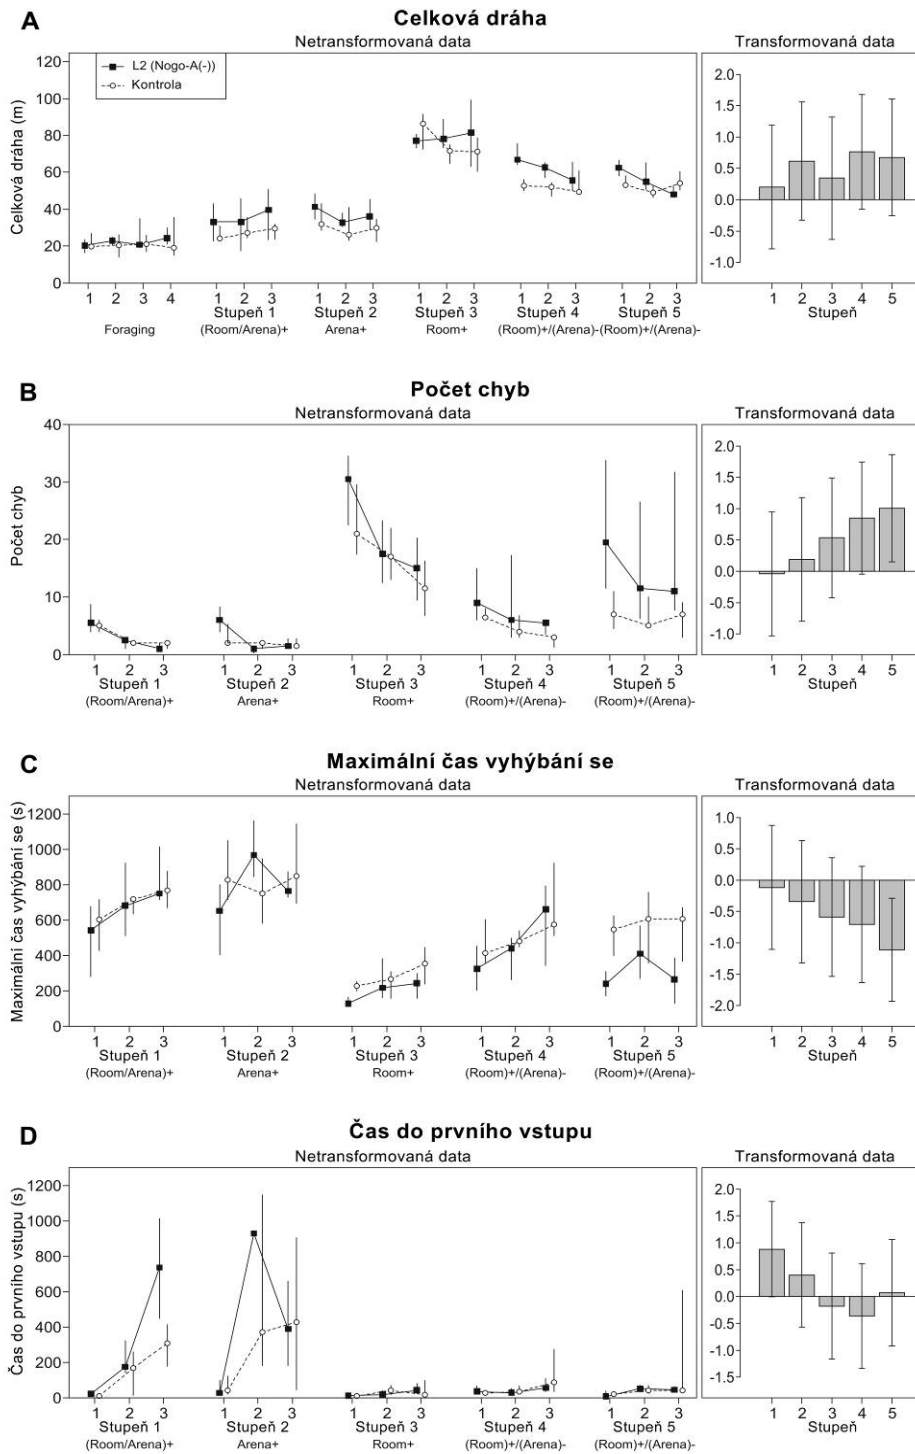 A
Celková dráha
Netransformovaná data
Transformovaná data
L2 (Nogo-A(-))
Kontrola
Celková dráha (m)
120
100
80
60
40
20
0
1 2 3 4 1 2 3 1 2 3 1 2 3 1 2 3 1 2 3
Stupeň 1 Stupeň 2 Stupeň 3 Stupeň 4 Stupeň 5
Foraging (Room/Arena)+ Arena+ Room+ (Room)+/(Arena)- (Room)+/(Arena)-
2.0
1.5
1.0
0.5
0.0
-0.5
-1.0
1 2 3 4 5
Stupeň
B
Počet chyb
Netransformovaná data
Transformovaná data
Počet chyb
40
30
20
10
0
1 2 3 1 2 3 1 2 3 1 2 3 1 2 3
Stupeň 1 Stupeň 2 Stupeň 3 Stupeň 4 Stupeň 5
(Room/Arena)+ Arena+ Room+ (Room)+/(Arena)- (Room)+/(Arena)-
2.0
1.5
1.0
0.5
0.0
-0.5
-1.0
1 2 3 4 5
Stupeň
C
Maximální čas vyhýbání se
Netransformovaná data
Transformovaná data
Maximální čas vyhýbání se (s)
1200
1000
800
600
400
200
0
1 2 3 1 2 3 1 2 3 1 2 3 1 2 3
Stupeň 1 Stupeň 2 Stupeň 3 Stupeň 4 Stupeň 5
(Room/Arena)+ Arena+ Room+ (Room)+/(Arena)- (Room)+/(Arena)-
1.0
0.5
0.0
-0.5
-1.0
-1.5
-2.0
1 2 3 4 5
Stupeň
D
Čas do prvního vstupu
Netransformovaná data
Transformovaná data
Čas do prvního vstupu (s)
1200
1000
800
600
400
200
0
1 2 3 1 2 3 1 2 3 1 2 3 1 2 3
Stupeň 1 Stupeň 2 Stupeň 3 Stupeň 4 Stupeň 5
(Room/Arena)+ Arena+ Room+ (Room)+/(Arena)- (Room)+/(Arena)-
2.0
1.5
1.0
0.5
0.0
-0.5
-1.0
-1.5
1 2 3 4 5
Stupeň